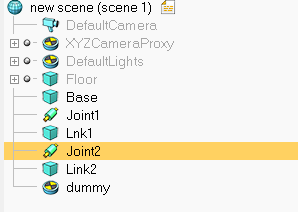 new scene (scene 1)
DefaultCamera
XYZCameraProxy
DefaultLights
Floor
Base
Joint1
Lnk1
Joint2
Link2
dummy